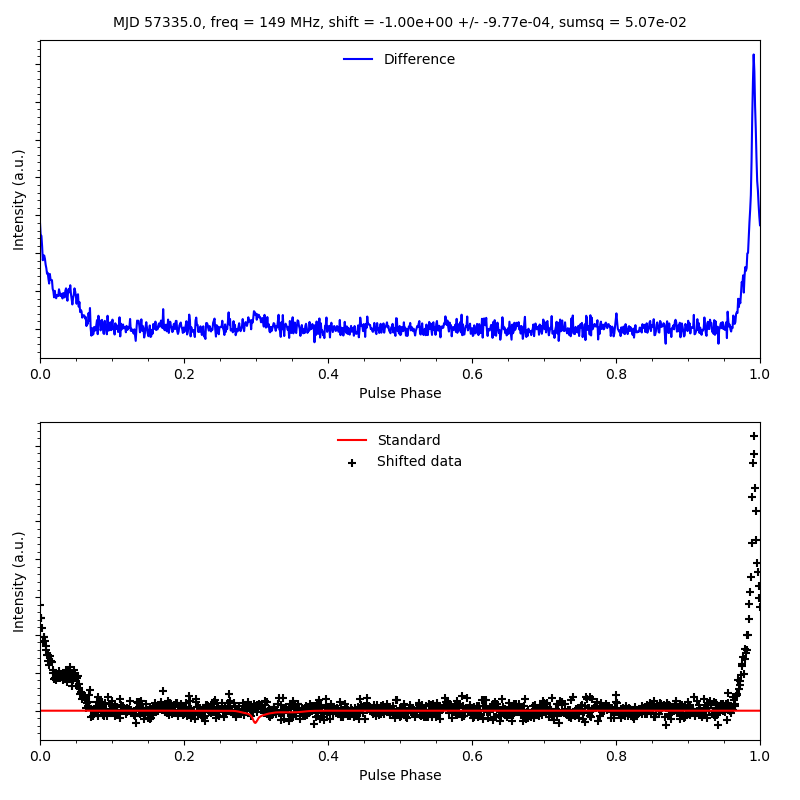 MJD 57335.0, freq = 149 MHz, shift = -1.00e+00 +/- -9.77e-04, sumsq = 5.07e-02
Difference
Intensity (a.u.)
0.0 0.2 0.4 0.6 0.8 1.0
Pulse Phase
Standard
Shifted data
Intensity (a.u.)
0.0 0.2 0.4 0.6 0.8 1.0
Pulse Phase